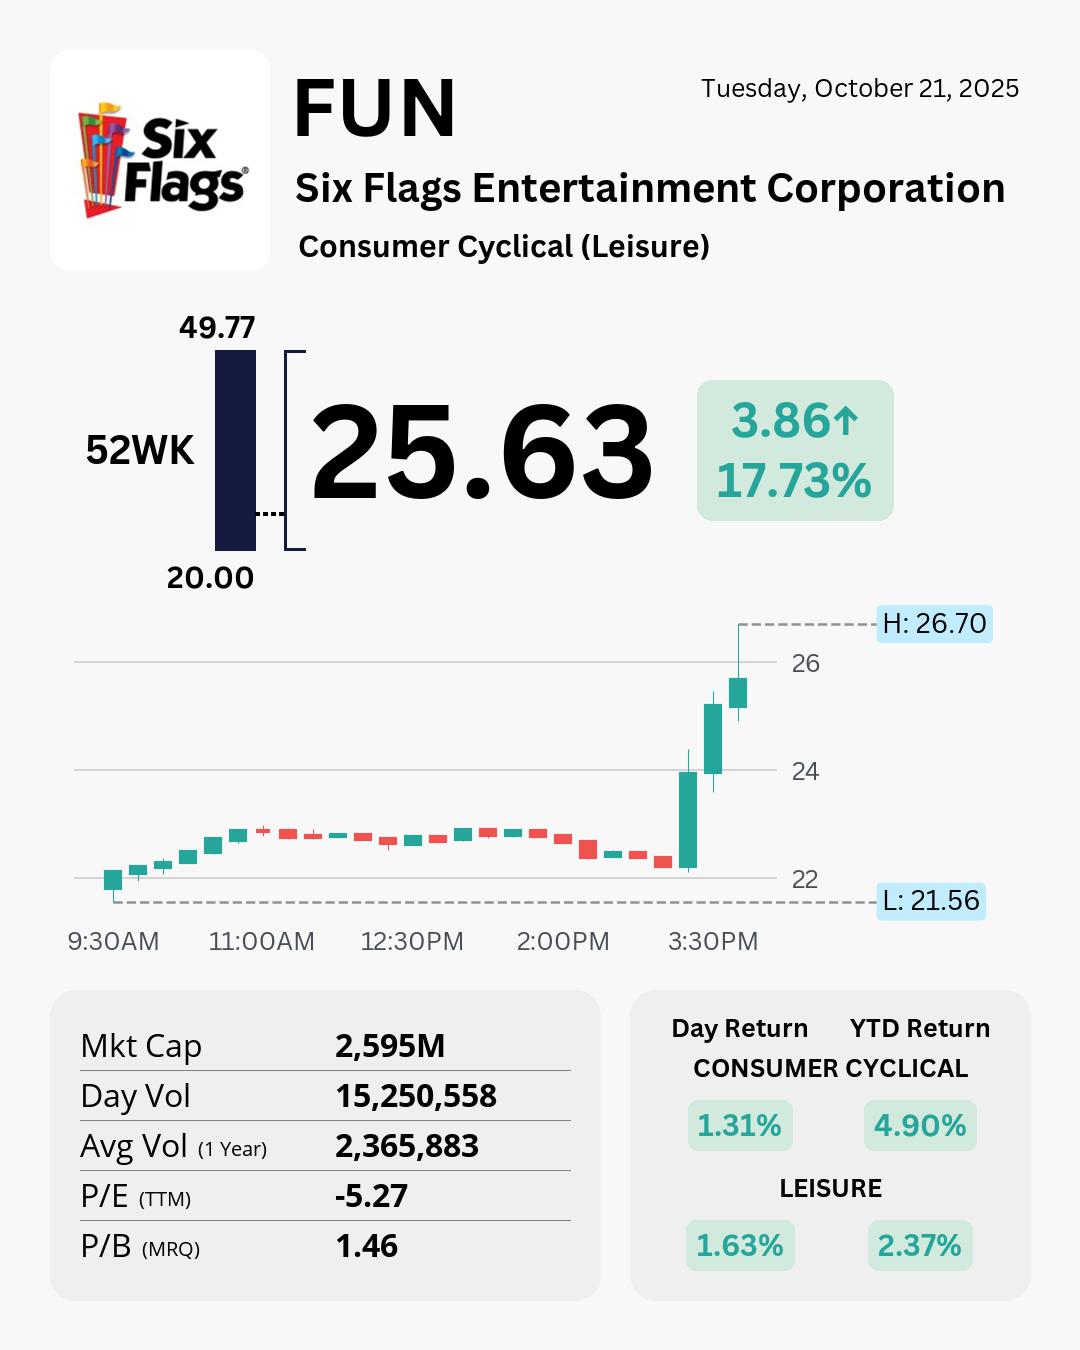 Six
Flags®
FUN
Tuesday, October 21, 2025
Six Flags Entertainment Corporation
Consumer Cyclical (Leisure)
49.77
52WK
20.00
25.63
3.86↑
17.73%
H: 26.70
26
24
22
L: 21.56
9:30AM 11:00AM 12:30PM 2:00PM 3:30PM
Mkt Cap 2,595M
Day Vol 15,250,558
Avg Vol (1 Year) 2,365,883
P/E (TTM) -5.27
P/B (MRQ) 1.46
Day Return YTD Return
CONSUMER CYCLICAL
1.31% 4.90%
LEISURE
1.63% 2.37%